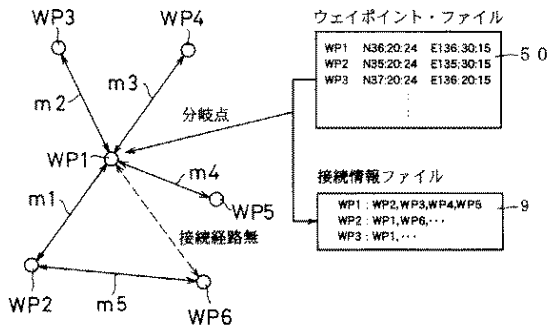 ウェイポイント・ファイル
WP1 N36:20:24 E136:30:15
WP2 N35:20:24 E135:30:15
WP3 N37:20:24 E136:20:15
⋮
50
接続情報ファイル
WP1 : WP2,WP3,WP4,WP5
WP2 : WP1,WP6,···
WP3 : WP1,···
9
WP3
WP4
m2
m3
分岐点
WP1
m4
m1
WP5
接続経路無
WP2
m5
WP6